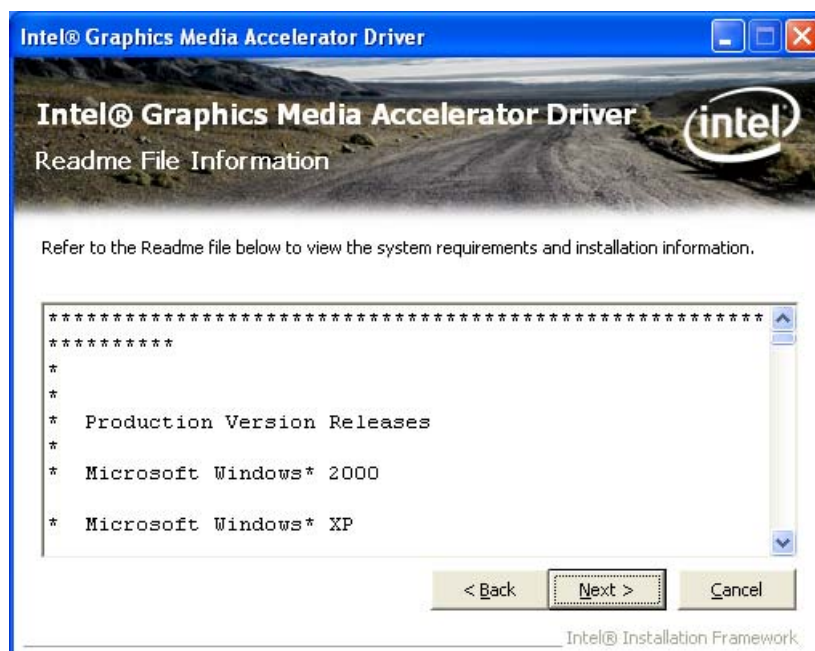 Intel® Graphics Media Accelerator Driver
Intel® Graphics Media Accelerator Driver
intel
Readme File Information
Refer to the Readme file below to view the system requirements and installation information.
***********************************************************
**********
*
*
* Production Version Releases
*
* Microsoft Windows* 2000
* Microsoft Windows* XP
< Back Next > Cancel
Intel® Installation Framework